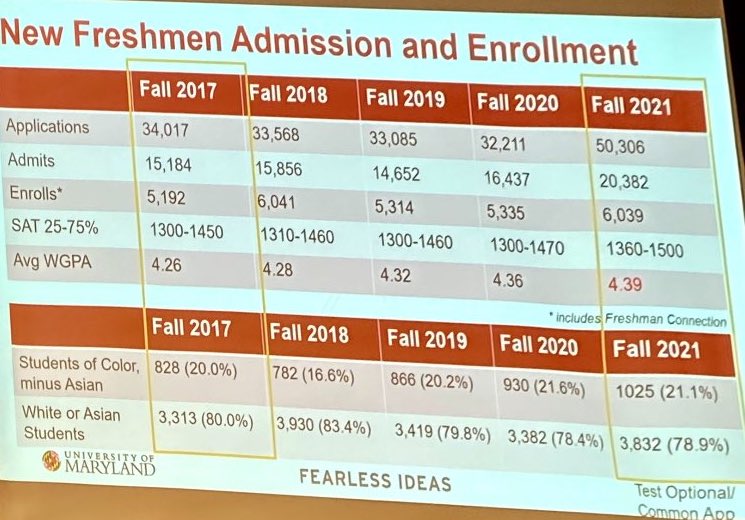 New Freshmen Admission and Enrollment
Fall 2017 Fall 2018 Fall 2019 Fall 2020 Fall 2021
Applications 34,017 33,568 33,085 32,211 50,306
Admits 15,184 15,856 14,652 16,437 20,382
Enrolls* 5,192 6,041 5,314 5,335 6,039
SAT 25-75% 1300-1450 1310-1460 1300-1460 1300-1470 1360-1500
Avg WGPA 4.26 4.28 4.32 4.36 4.39
* includes Freshman Connection
Fall 2017 Fall 2018 Fall 2019 Fall 2020 Fall 2021
Students of Color, 828 (20.0%) 782 (16.6%) 866 (20.2%) 930 (21.6%) 1025 (21.1%)
minus Asian
White or Asian 3,313 (80.0%) 3,930 (83.4%) 3,419 (79.8%) 3,382 (78.4%) 3,832 (78.9%)
Students
UNIVERSITY OF
MARYLAND
FEARLESS IDEAS
Test Optional/
Common App